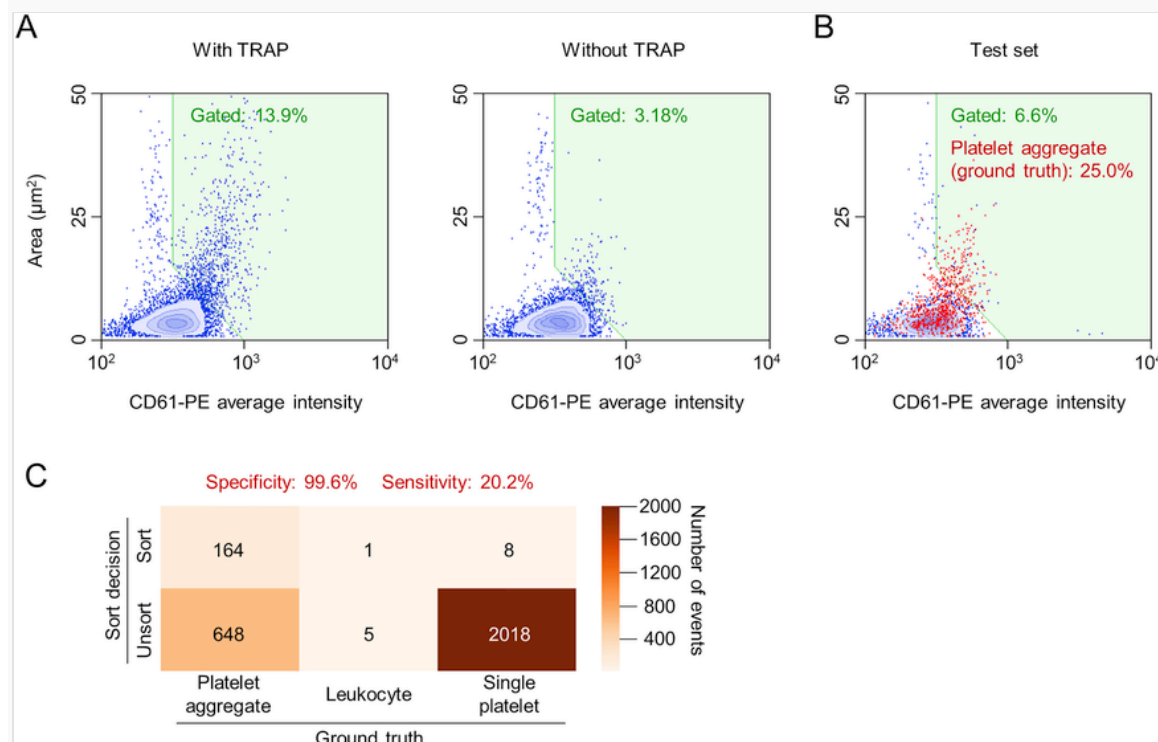 A
With TRAP
Without TRAP
B
Test set
50
25
0
Area (µm²)
Gated: 13.9%
10² 10³ 10⁴
CD61-PE average intensity
50
25
0
Gated: 3.18%
10² 10³ 10⁴
CD61-PE average intensity
50
25
0
Gated: 6.6%
Platelet aggregate
(ground truth): 25.0%
10² 10³ 10⁴
CD61-PE average intensity
C
Specificity: 99.6% Sensitivity: 20.2%
Sort decision
Sort
Unsort
164 1 8
648 5 2018
Platelet
aggregate
Leukocyte
Single
platelet
Ground truth
2000
1600
1200
800
400
Number of events